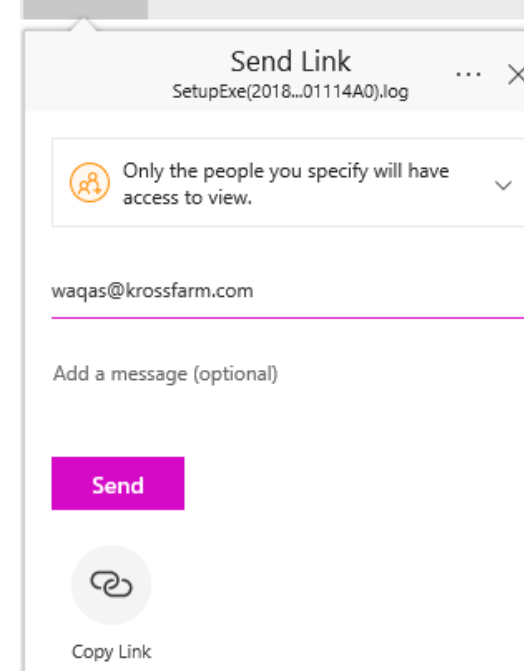 Send Link
SetupExe(2018...01114A0).log
Only the people you specify will have
access to view.
waqas@krossfarm.com
Add a message (optional)
Send
Copy Link